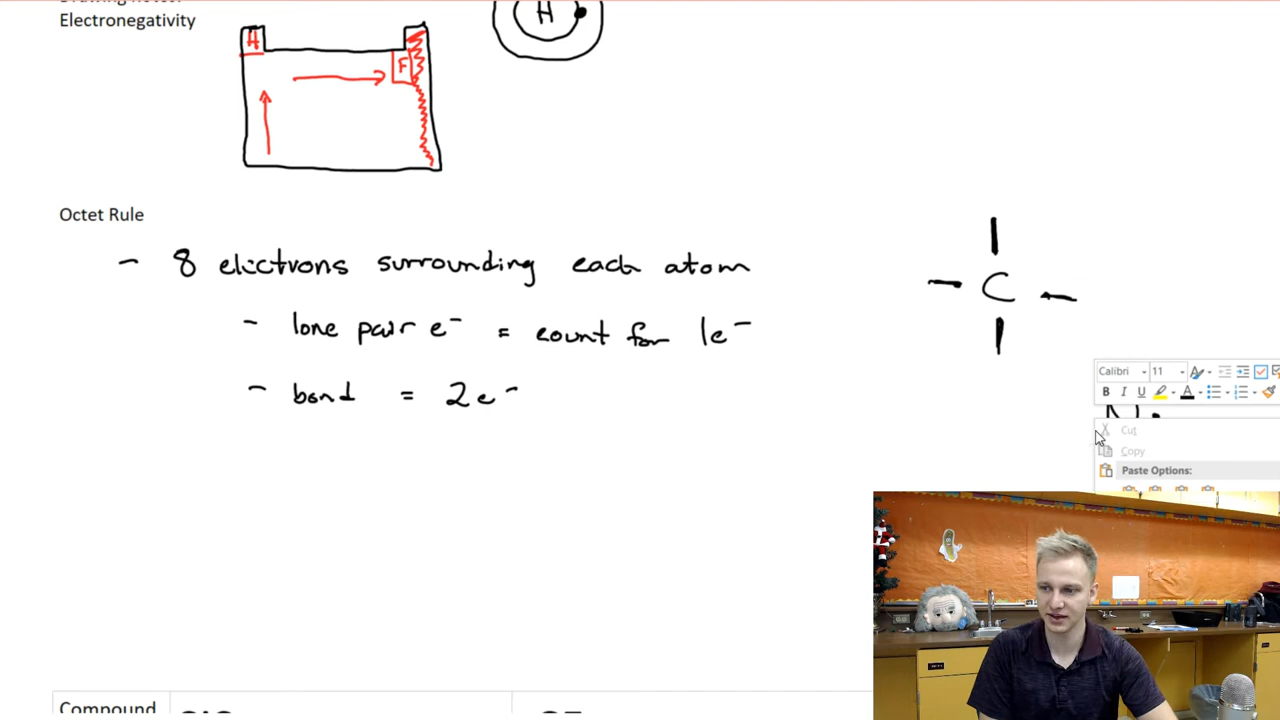 Electronegativity
H
H
F
Octet Rule
- 8 electrons surrounding each atom
- lone pair e⁻ = count for 1e⁻
- bond = 2e⁻
C
Calibri 11
B I U A
Cut
Copy
Paste Options:
Compound